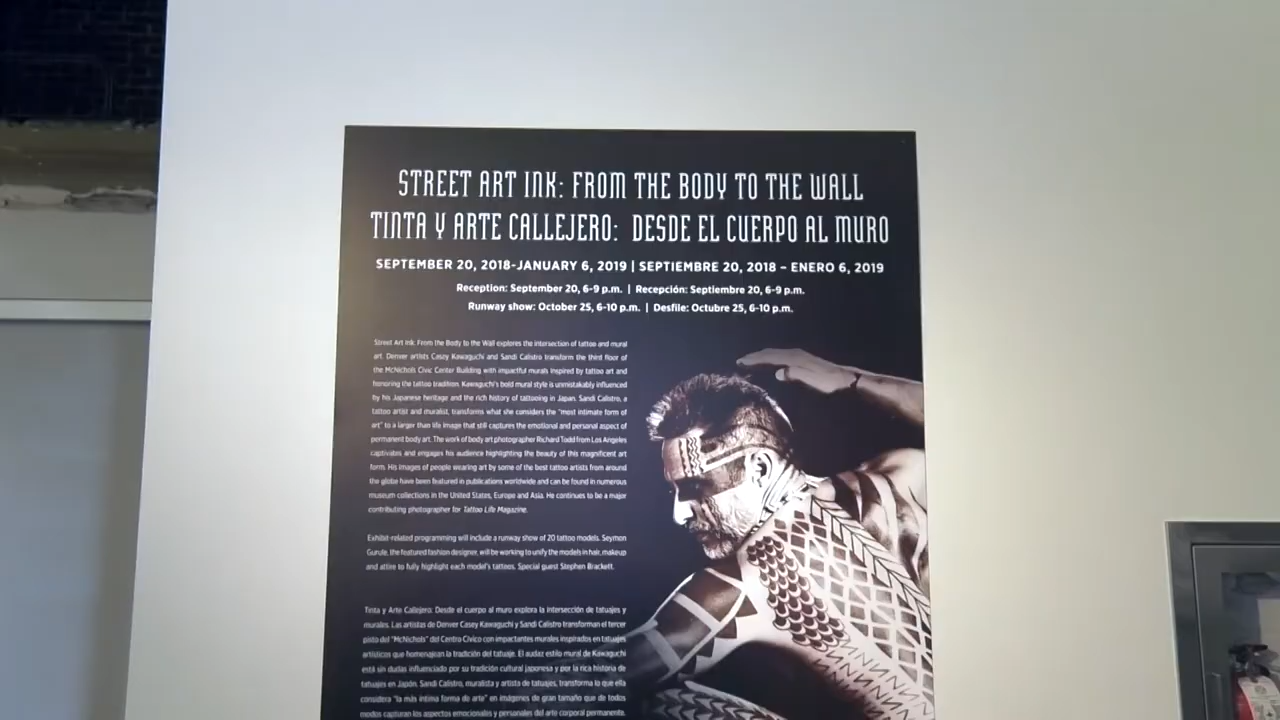 STREET ART INK: FROM THE BODY TO THE WALL
TINTA Y ARTE CALLEJERO: DESDE EL CUERPO AL MURO
SEPTEMBER 20, 2018-JANUARY 6, 2019 | SEPTIEMBRE 20, 2018 – ENERO 6, 2019
Reception: September 20, 6-9 p.m. | Recepción: Septiembre 20, 6-9 p.m.
Runway show: October 25, 6-10 p.m. | Desfile: Octubre 25, 6-10 p.m.
Street Art Ink: From the Body to the Wall explores the intersection of tattoo and mural
art. Denver artists Casey Kawaguchi and Sandi Calistro transform the third floor of
the McNichols Civic Center Building with impactful murals inspired by tattoo art and
honoring the tattoo tradition. Kawaguchi's bold mural style is unmistakably influenced
by his Japanese heritage and the rich history of tattooing in Japan. Sandi Calistro, a
tattoo artist and muralist, transforms what she considers the "most intimate form of
art" to a larger than life image that still captures the emotional and personal aspect of
permanent body art. The work of body art photographer Richard Todd from Los Angeles
captivates and engages his audience highlighting the beauty of this magnificent art
form. His images of people wearing art by some of the best tattoo artists from around
the globe have been featured in publications worldwide and can be found in numerous
museum collections in the United States, Europe and Asia. He continues to be a major
contributing photographer for Tattoo Life Magazine.
Exhibit-related programming will include a runway show of 20 tattoo models. Seymon
Gurule, the featured fashion designer, will be working to unify the models in hair, makeup
and attire to fully highlight each model's tattoos. Special guest Stephen Brackett.
Tinta y Arte Callejero: Desde el cuerpo al muro explora la intersección de tatuajes y
murales. Las artistas de Denver Casey Kawaguchi y Sandi Calistro transforman el tercer
piso del "McNichols" del Centro Cívico con impactantes murales inspirados en tatuajes
artísticos que homenajean la tradición del tatuaje. El audaz estilo mural de Kawaguchi
está sin dudas influenciado por su tradición cultural japonesa y por la rica historia de
tatuajes en Japón. Sandi Calistro, muralista y artista de tatuajes, transforma lo que ella
considera "la más íntima forma de arte" en imágenes de gran tamaño que de todos
modos capturan los aspectos emocionales y personales del arte corporal permanente.